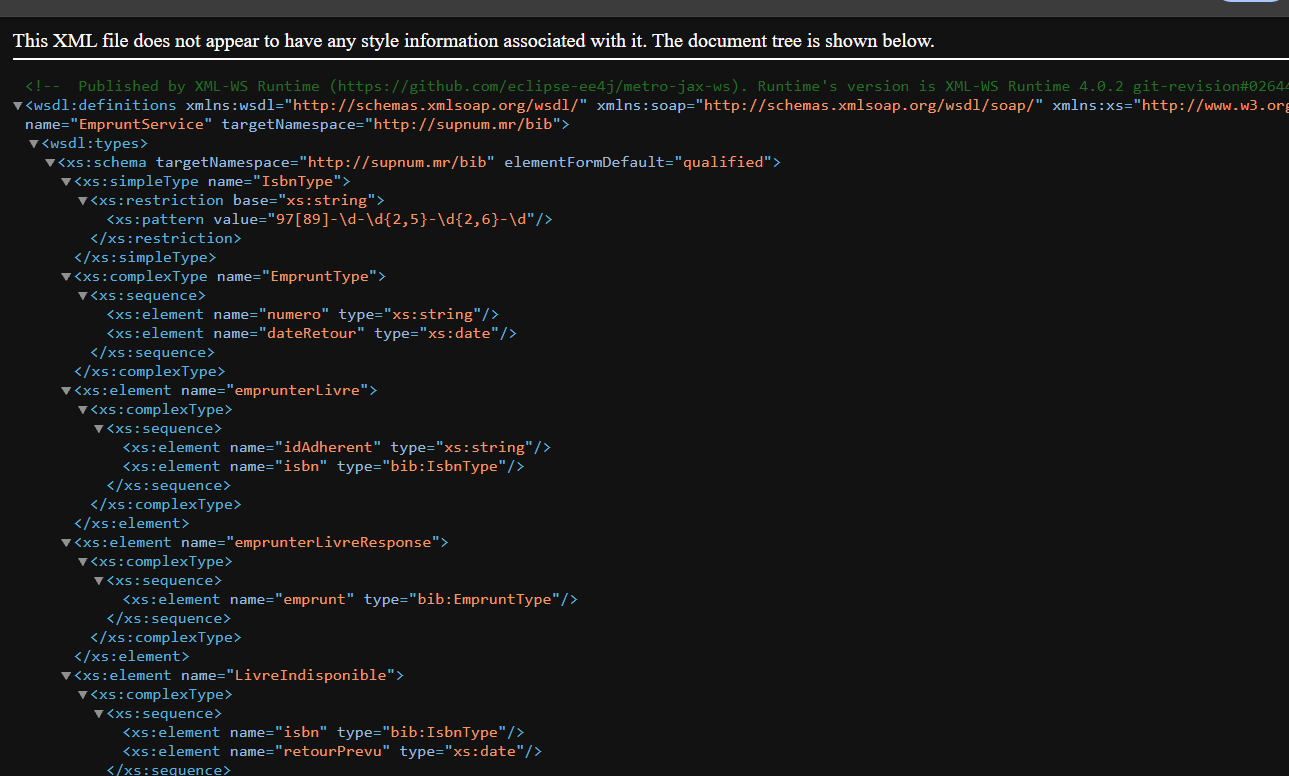 This XML file does not appear to have any style information associated with it. The document tree is shown below.
<!-- Published by XML-WS Runtime (https://github.com/eclipse-ee4j/metro-jax-ws). Runtime's version is XML-WS Runtime 4.0.2 git-revision#0264
▼<wsdl:definitions xmlns:wsdl="http://schemas.xmlsoap.org/wsdl/" xmlns:soap="http://schemas.xmlsoap.org/wsdl/soap/" xmlns:xs="http://www.w3.org
name="EmpruntService" targetNamespace="http://supnum.mr/bib">
▼<wsdl:types>
▼<xs:schema targetNamespace="http://supnum.mr/bib" elementFormDefault="qualified">
▼<xs:simpleType name="IsbnType">
▼<xs:restriction base="xs:string">
<xs:pattern value="97[89]-\d-\d{2,5}-\d{2,6}-\d"/>
</xs:restriction>
</xs:simpleType>
▼<xs:complexType name="EmpruntType">
▼<xs:sequence>
<xs:element name="numero" type="xs:string"/>
<xs:element name="dateRetour" type="xs:date"/>
</xs:sequence>
</xs:complexType>
▼<xs:element name="emprunterLivre">
▼<xs:complexType>
▼<xs:sequence>
<xs:element name="idAdherent" type="xs:string"/>
<xs:element name="isbn" type="bib:IsbnType"/>
</xs:sequence>
</xs:complexType>
</xs:element>
▼<xs:element name="emprunterLivreResponse">
▼<xs:complexType>
▼<xs:sequence>
<xs:element name="emprunt" type="bib:EmpruntType"/>
</xs:sequence>
</xs:complexType>
</xs:element>
▼<xs:element name="LivreIndisponible">
▼<xs:complexType>
▼<xs:sequence>
<xs:element name="isbn" type="bib:IsbnType"/>
<xs:element name="retourPrevu" type="xs:date"/>
</xs:sequence>